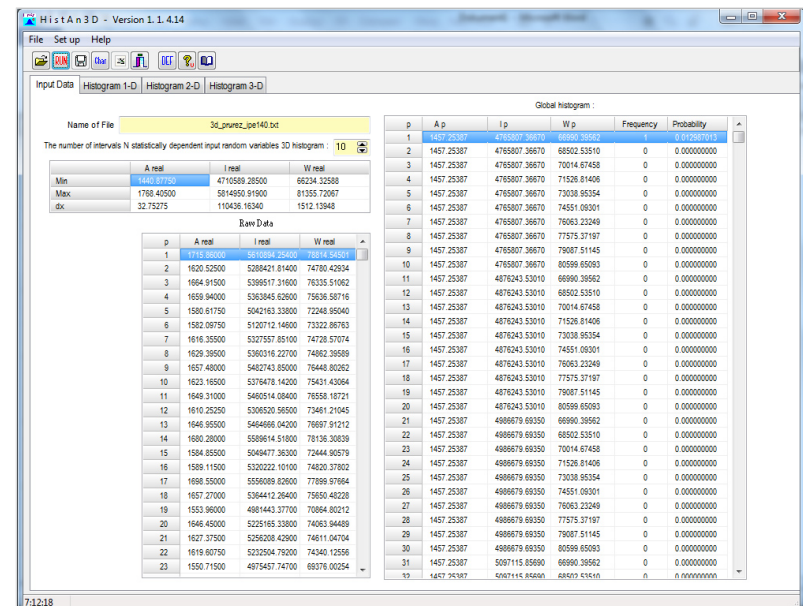 HistAn3D - Version 1.1.4.14
File Set up Help
RUN Char DEF
Input Data Histogram 1-D Histogram 2-D Histogram 3-D
Name of File 3d_prurez_ipe140.txt
The number of intervals N statistically dependent input random variables 3D histogram : 10
A real I real W real
Min 1440.87750 4710589.28500 66234.32588
Max 1768.40500 5814950.91900 81355.72067
dx 32.75275 110436.16340 1512.13948
Raw Data
p A real I real W real
1 1715.86000 5610894.25400 78814.54501
2 1620.52500 5288421.81400 74780.42934
3 1664.91500 5399517.31600 76335.51062
4 1659.94000 5363845.62600 75636.58716
5 1580.61750 5042163.33800 72248.95040
6 1582.09750 5120712.14600 73322.86763
7 1616.35500 5327557.85100 74728.57074
8 1629.39500 5360316.22700 74862.39589
9 1657.48000 5482743.85000 76448.80262
10 1623.16500 5376478.14200 75431.43064
11 1649.31000 5460514.08400 76558.18721
12 1610.25250 5306520.56500 73461.21045
13 1646.95500 5464666.04200 76697.91212
14 1680.28000 5589614.51800 78136.30839
15 1584.85500 5049477.36300 72444.90579
16 1589.11500 5320222.10100 74820.37802
17 1698.55000 5556089.82600 77899.97664
18 1657.27000 5364412.26400 75650.48228
19 1553.96000 4981443.37700 70864.80212
20 1646.45000 5225165.33800 74063.94489
21 1627.37500 5256208.42900 74611.04704
22 1619.60750 5232504.79200 74340.12556
23 1550.71500 4975457.74700 69376.00254
Global histogram :
p A p I p W p Frequency Probability
1 1457.25387 4765807.36670 66990.39562 1 0.012987013
2 1457.25387 4765807.36670 68502.53510 0 0.000000000
3 1457.25387 4765807.36670 70014.67458 0 0.000000000
4 1457.25387 4765807.36670 71526.81406 0 0.000000000
5 1457.25387 4765807.36670 73038.95354 0 0.000000000
6 1457.25387 4765807.36670 74551.09301 0 0.000000000
7 1457.25387 4765807.36670 76063.23249 0 0.000000000
8 1457.25387 4765807.36670 77575.37197 0 0.000000000
9 1457.25387 4765807.36670 79087.51145 0 0.000000000
10 1457.25387 4765807.36670 80599.65093 0 0.000000000
11 1457.25387 4876243.53010 66990.39562 0 0.000000000
12 1457.25387 4876243.53010 68502.53510 0 0.000000000
13 1457.25387 4876243.53010 70014.67458 0 0.000000000
14 1457.25387 4876243.53010 71526.81406 0 0.000000000
15 1457.25387 4876243.53010 73038.95354 0 0.000000000
16 1457.25387 4876243.53010 74551.09301 0 0.000000000
17 1457.25387 4876243.53010 76063.23249 0 0.000000000
18 1457.25387 4876243.53010 77575.37197 0 0.000000000
19 1457.25387 4876243.53010 79087.51145 0 0.000000000
20 1457.25387 4876243.53010 80599.65093 0 0.000000000
21 1457.25387 4986679.69350 66990.39562 0 0.000000000
22 1457.25387 4986679.69350 68502.53510 0 0.000000000
23 1457.25387 4986679.69350 70014.67458 0 0.000000000
24 1457.25387 4986679.69350 71526.81406 0 0.000000000
25 1457.25387 4986679.69350 73038.95354 0 0.000000000
26 1457.25387 4986679.69350 74551.09301 0 0.000000000
27 1457.25387 4986679.69350 76063.23249 0 0.000000000
28 1457.25387 4986679.69350 77575.37197 0 0.000000000
29 1457.25387 4986679.69350 79087.51145 0 0.000000000
30 1457.25387 4986679.69350 80599.65093 0 0.000000000
31 1457.25387 5097115.85690 66990.39562 0 0.000000000
32 1457.25387 5097115.85690 68502.53510 0 0.000000000
7:12:18